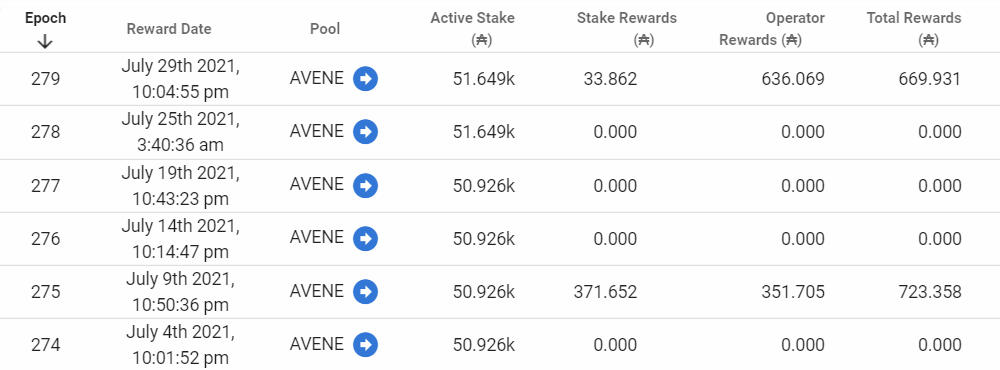 Epoch Reward Date Pool Active Stake (₳) Stake Rewards (₳) Operator Rewards (₳) Total Rewards (₳)
279 July 29th 2021, 10:04:55 pm AVENE 51.649k 33.862 636.069 669.931
278 July 25th 2021, 3:40:36 am AVENE 51.649k 0.000 0.000 0.000
277 July 19th 2021, 10:43:23 pm AVENE 50.926k 0.000 0.000 0.000
276 July 14th 2021, 10:14:47 pm AVENE 50.926k 0.000 0.000 0.000
275 July 9th 2021, 10:50:36 pm AVENE 50.926k 371.652 351.705 723.358
274 July 4th 2021, 10:01:52 pm AVENE 50.926k 0.000 0.000 0.000